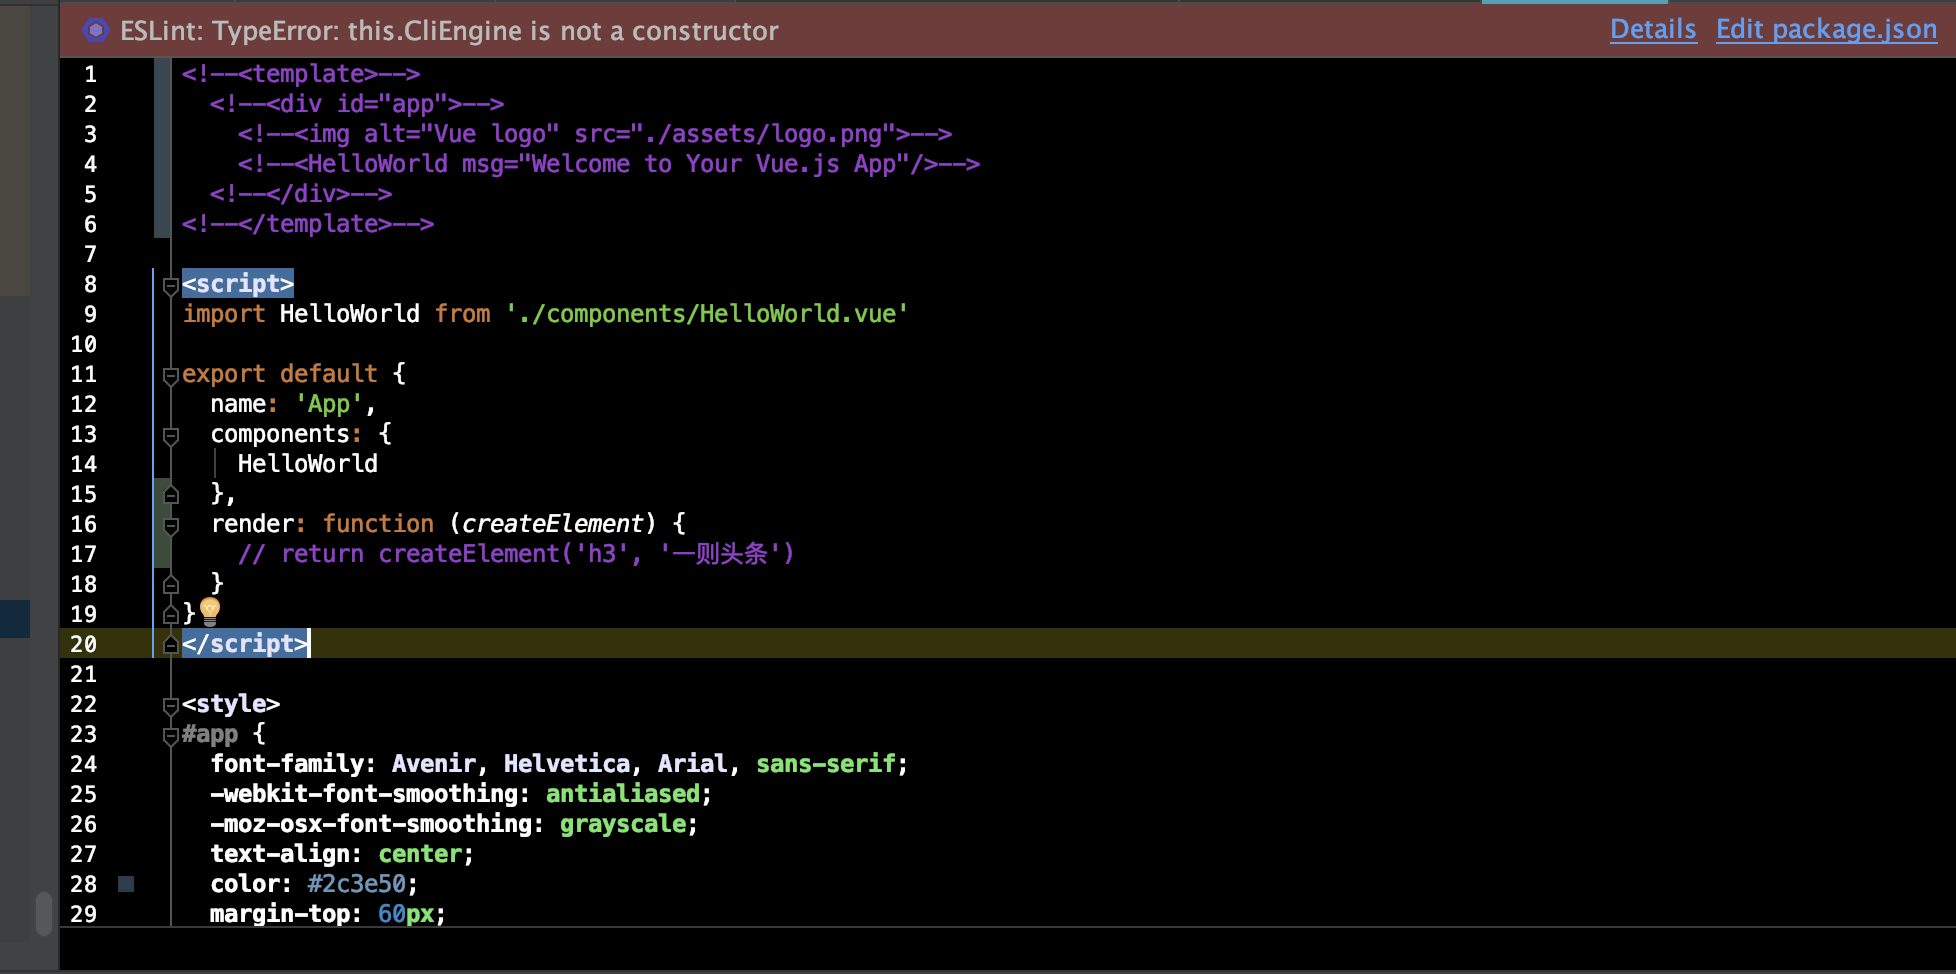 ESLint: TypeError: this.CliEngine is not a constructor
Details Edit package.json
1 <!--<template>-->
2 <!--<div id="app">-->
3 <!--<img alt="Vue logo" src="./assets/logo.png">-->
4 <!--<HelloWorld msg="Welcome to Your Vue.js App"/>-->
5 <!--</div>-->
6 <!--</template>-->
7
8 <script>
9 import HelloWorld from './components/HelloWorld.vue'
10
11 export default {
12 name: 'App',
13 components: {
14 HelloWorld
15 },
16 render: function (createElement) {
17 // return createElement('h3', '一则头条')
18 }
19 }
20 </script>
21
22 <style>
23 #app {
24 font-family: Avenir, Helvetica, Arial, sans-serif;
25 -webkit-font-smoothing: antialiased;
26 -moz-osx-font-smoothing: grayscale;
27 text-align: center;
28 color: #2c3e50;
29 margin-top: 60px;